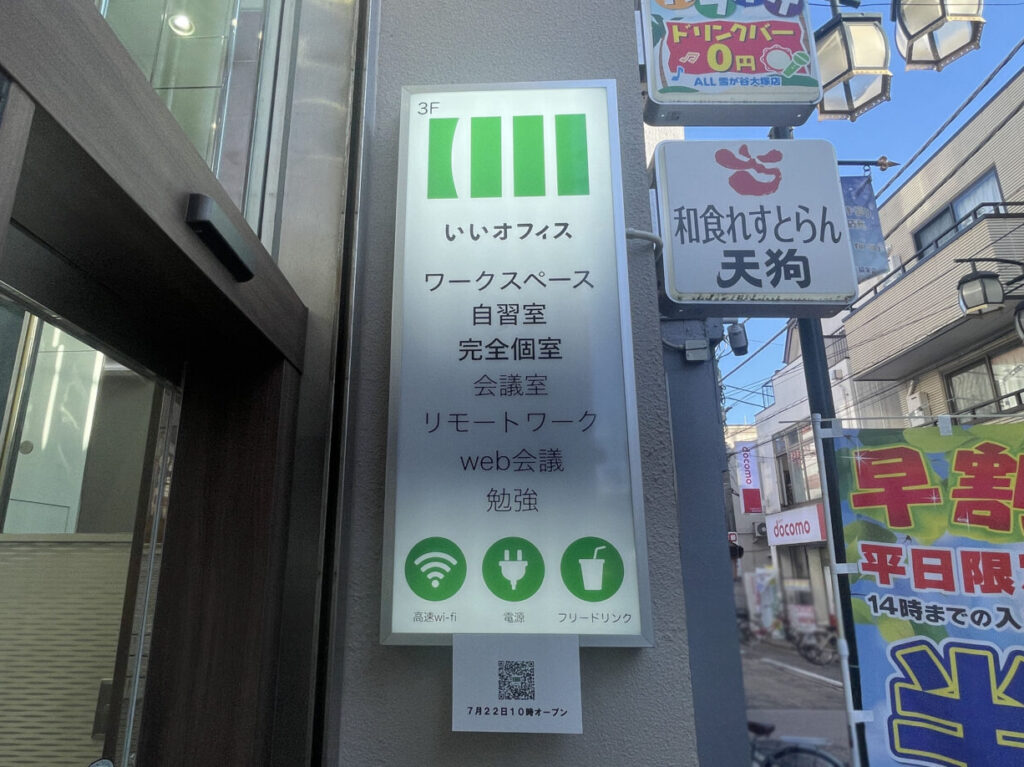 3F
いいオフィス
ワークスペース
自習室
完全個室
会議室
リモートワーク
web会議
勉強
高速wi-fi
電源
フリードリンク
7月22日10時オープン
ドリンクバー
0円
ALL 雪が谷大塚店
和食れすとらん
天狗
docomo
docomo
早割
平日限
14時までの入
半